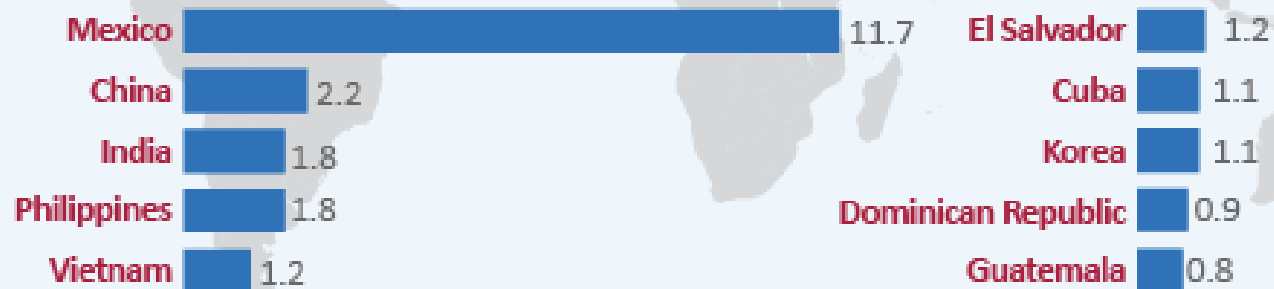 Mexico 11.7
China 2.2
India 1.8
Philippines 1.8
Vietnam 1.2
El Salvador 1.2
Cuba 1.1
Korea 1.1
Dominican Republic 0.9
Guatemala 0.8